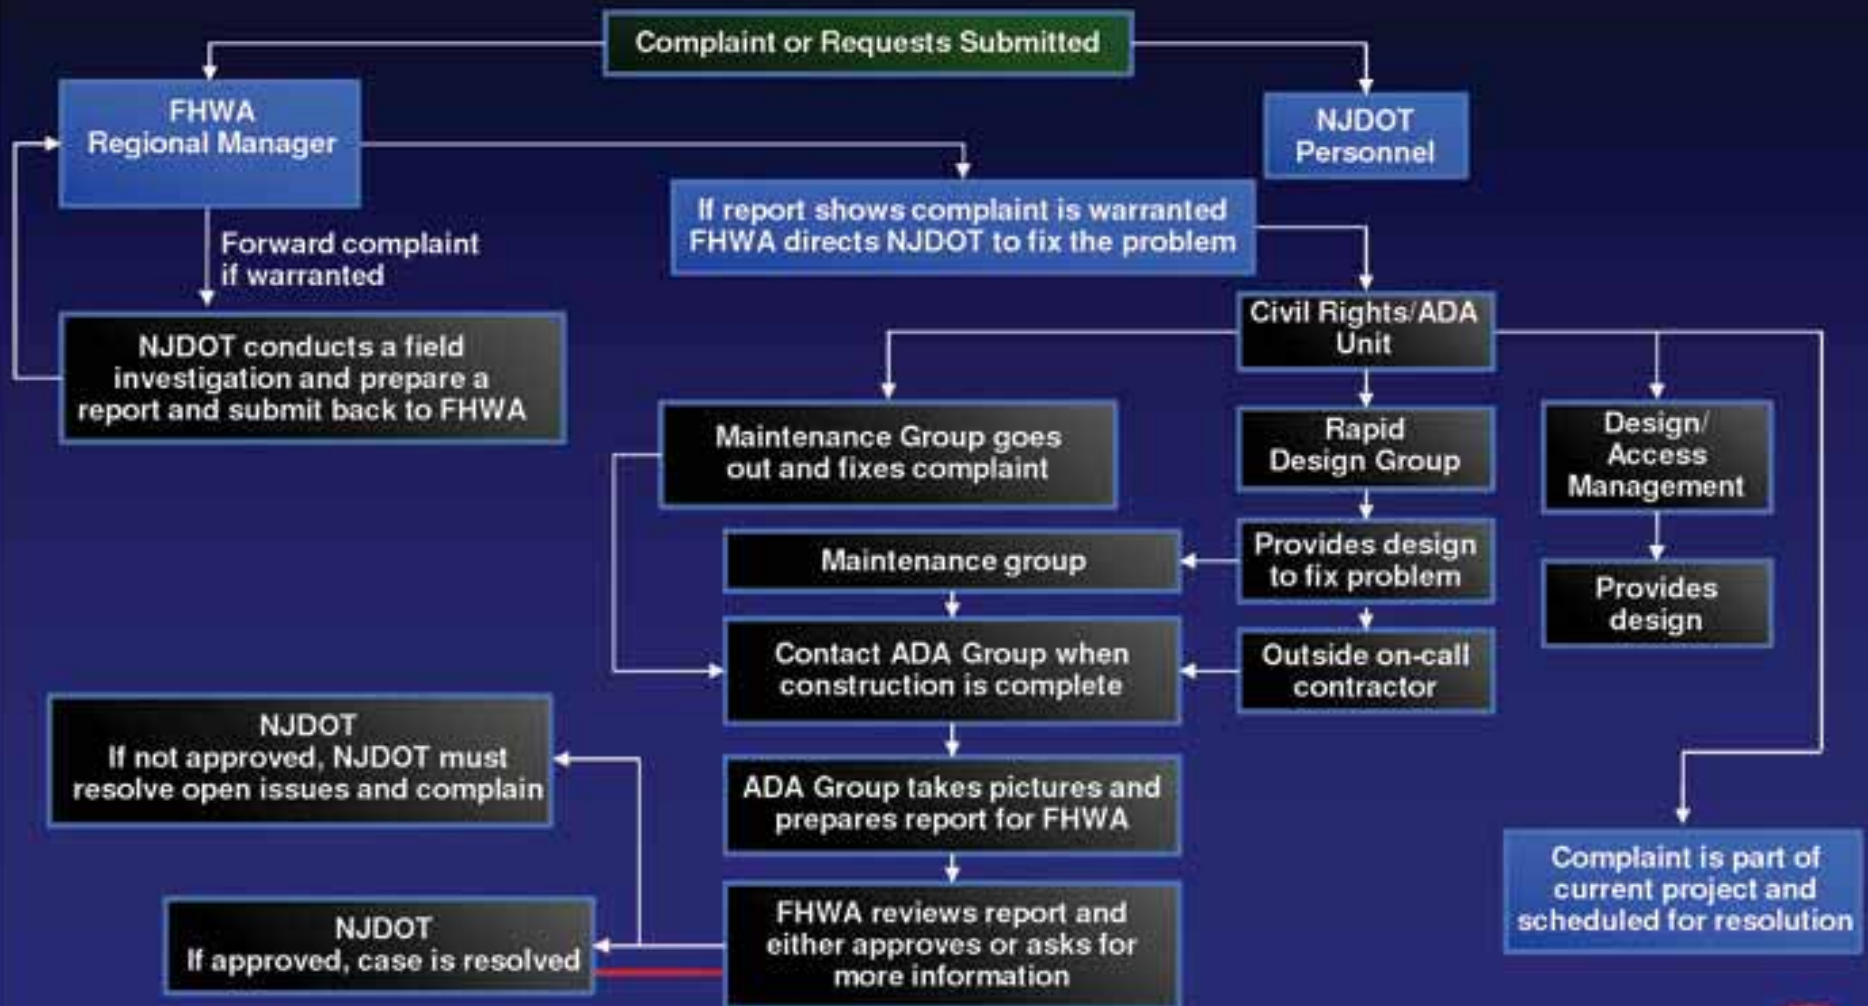 Complaint or Requests Submitted
FHWA
Regional Manager
NJDOT
Personnel
If report shows complaint is warranted
FHWA directs NJDOT to fix the problem
Forward complaint
if warranted
NJDOT conducts a field
investigation and prepare a
report and submit back to FHWA
Civil Rights/ADA
Unit
Maintenance Group goes
out and fixes complaint
Rapid
Design Group
Design/
Access
Management
Maintenance group
Provides design
to fix problem
Provides
design
Contact ADA Group when
construction is complete
Outside on-call
contractor
NJDOT
If not approved, NJDOT must
resolve open issues and complain
ADA Group takes pictures and
prepares report for FHWA
Complaint is part of
current project and
scheduled for resolution
NJDOT
If approved, case is resolved
FHWA reviews report and
either approves or asks for
more information